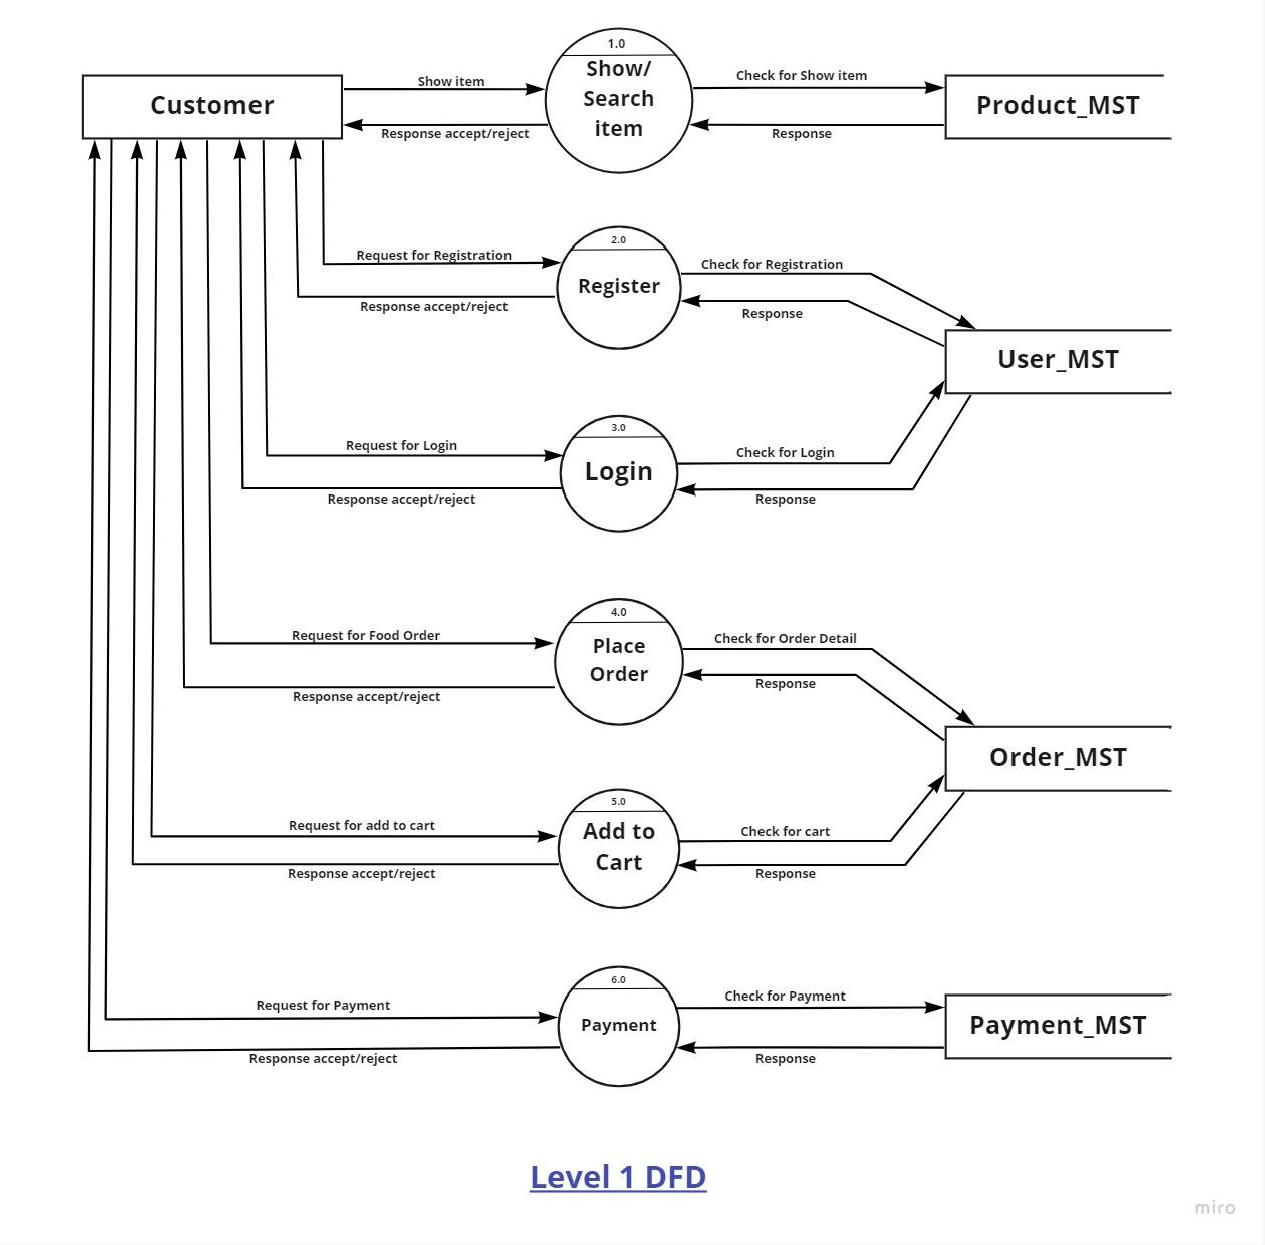 1.0
Show/
Search
item
Customer
Show item
Response accept/reject
Check for Show item
Response
Product_MST
2.0
Register
Request for Registration
Response accept/reject
Check for Registration
Response
User_MST
3.0
Login
Request for Login
Response accept/reject
Check for Login
Response
4.0
Place
Order
Request for Food Order
Response accept/reject
Check for Order Detail
Response
Order_MST
5.0
Add to
Cart
Request for add to cart
Response accept/reject
Check for cart
Response
6.0
Payment
Request for Payment
Response accept/reject
Check for Payment
Response
Payment_MST
Level 1 DFD
miro